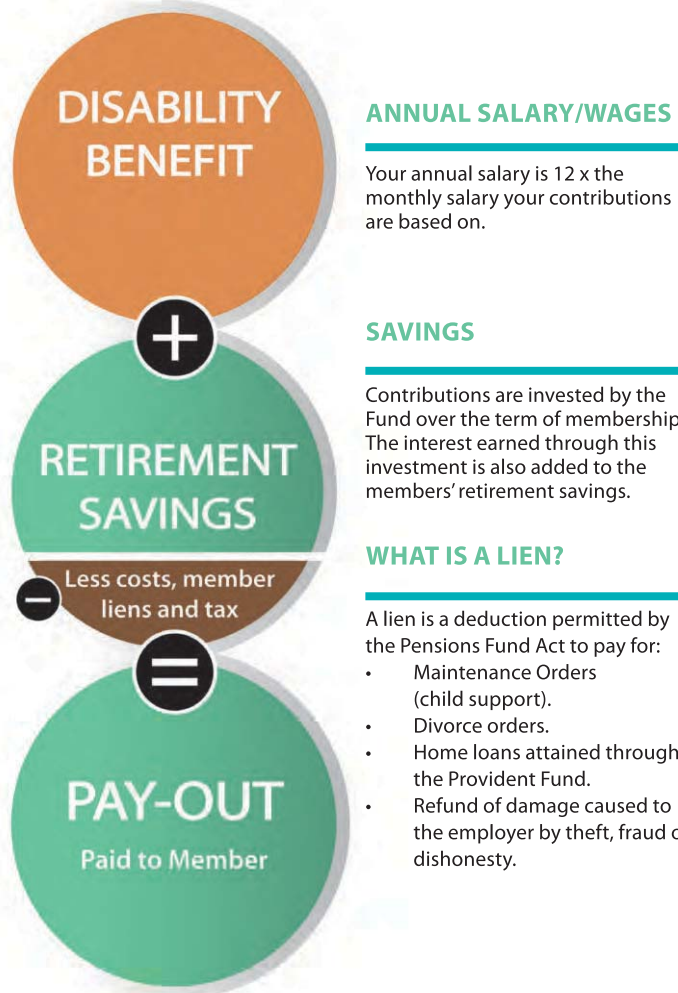 DISABILITY
BENEFIT
+
RETIREMENT
SAVINGS
−
Less costs, member
liens and tax
=
PAY-OUT
Paid to Member
ANNUAL SALARY/WAGES
Your annual salary is 12 x the
monthly salary your contributions
are based on.
SAVINGS
Contributions are invested by the
Fund over the term of membership
The interest earned through this
investment is also added to the
members’ retirement savings.
WHAT IS A LIEN?
A lien is a deduction permitted by
the Pensions Fund Act to pay for:
• Maintenance Orders
(child support).
• Divorce orders.
• Home loans attained through
the Provident Fund.
• Refund of damage caused to
the employer by theft, fraud
dishonesty.